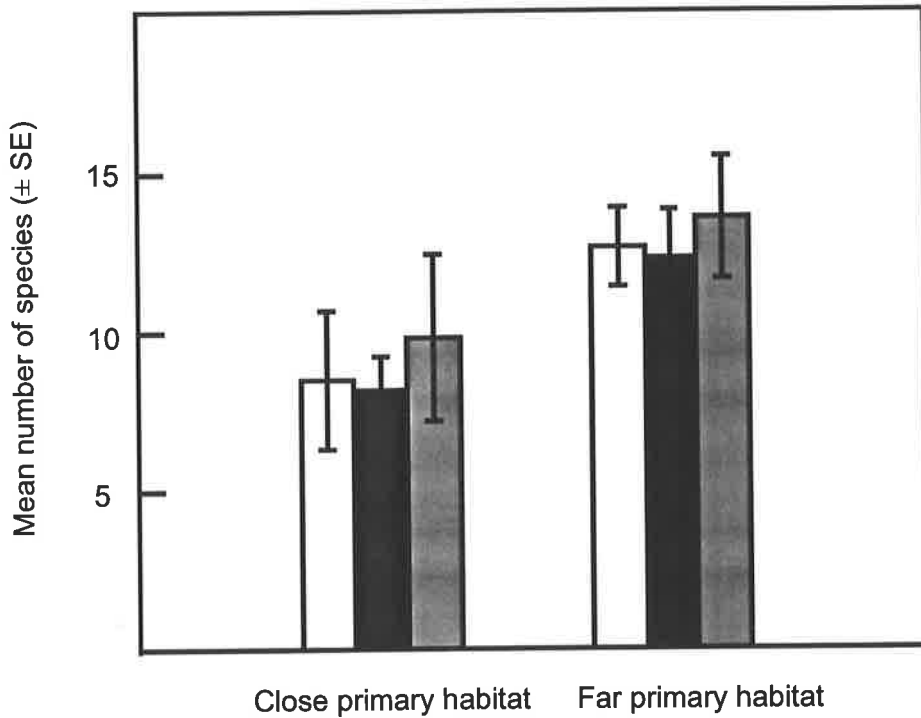 Mean number of species (± SE)
15
10
5
Close primary habitat
Far primary habitat